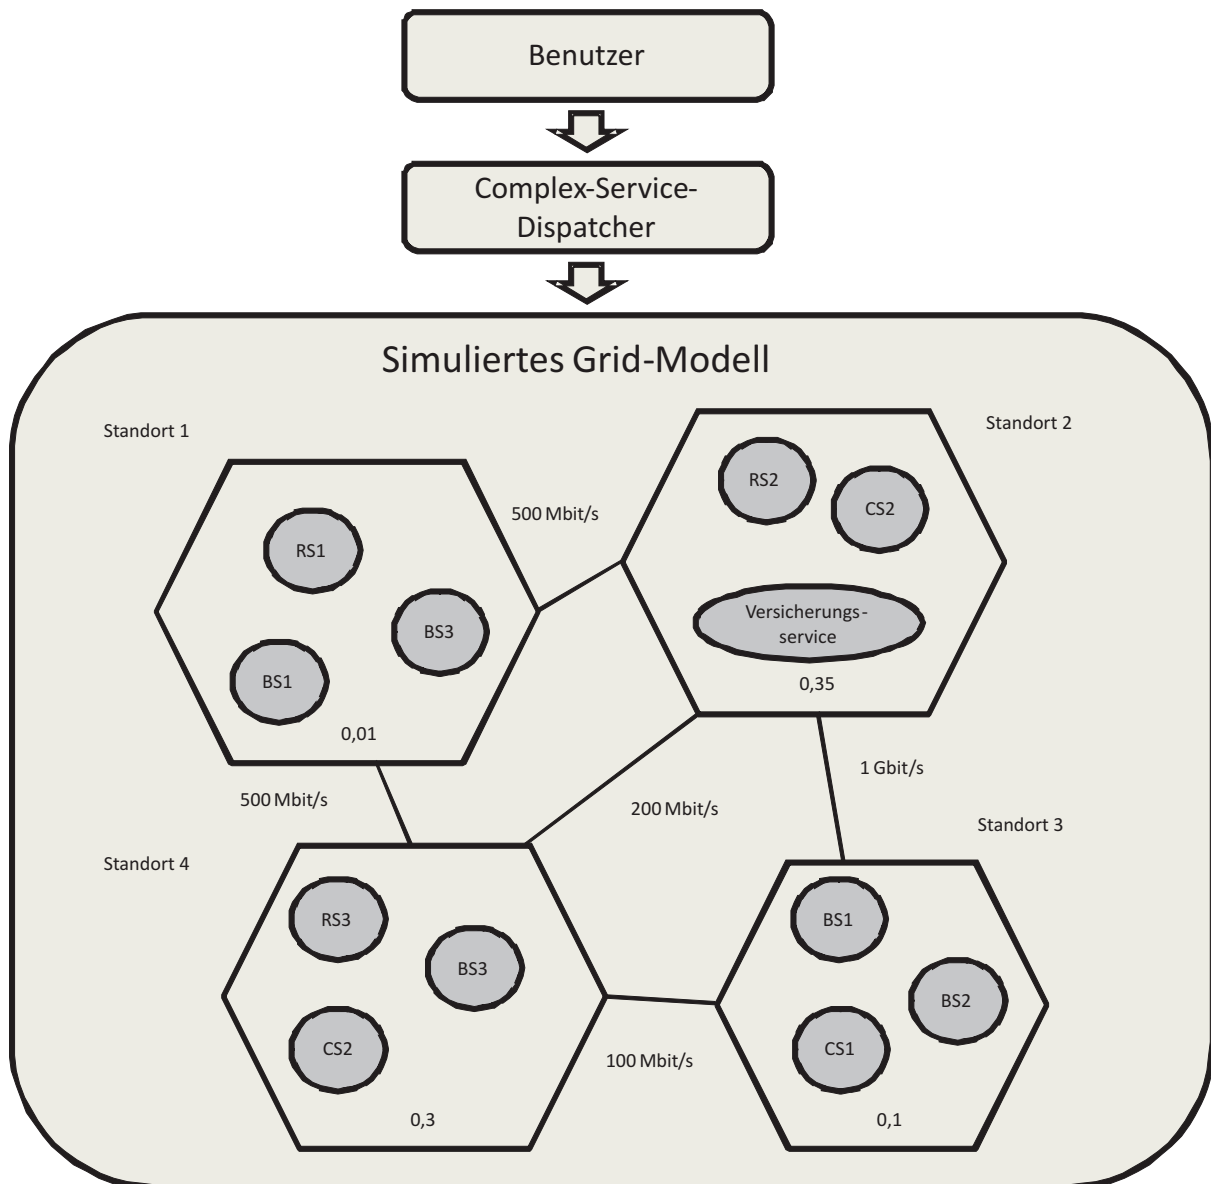 Benutzer
Complex-Service-
Dispatcher
Simuliertes Grid-Modell
Standort 1
Standort 2
RS1
BS3
BS1
0,01
500 Mbit/s
RS2
CS2
Versicherungs-
service
0,35
500 Mbit/s
200 Mbit/s
1 Gbit/s
Standort 4
Standort 3
RS3
BS3
CS2
0,3
100 Mbit/s
BS1
BS2
CS1
0,1